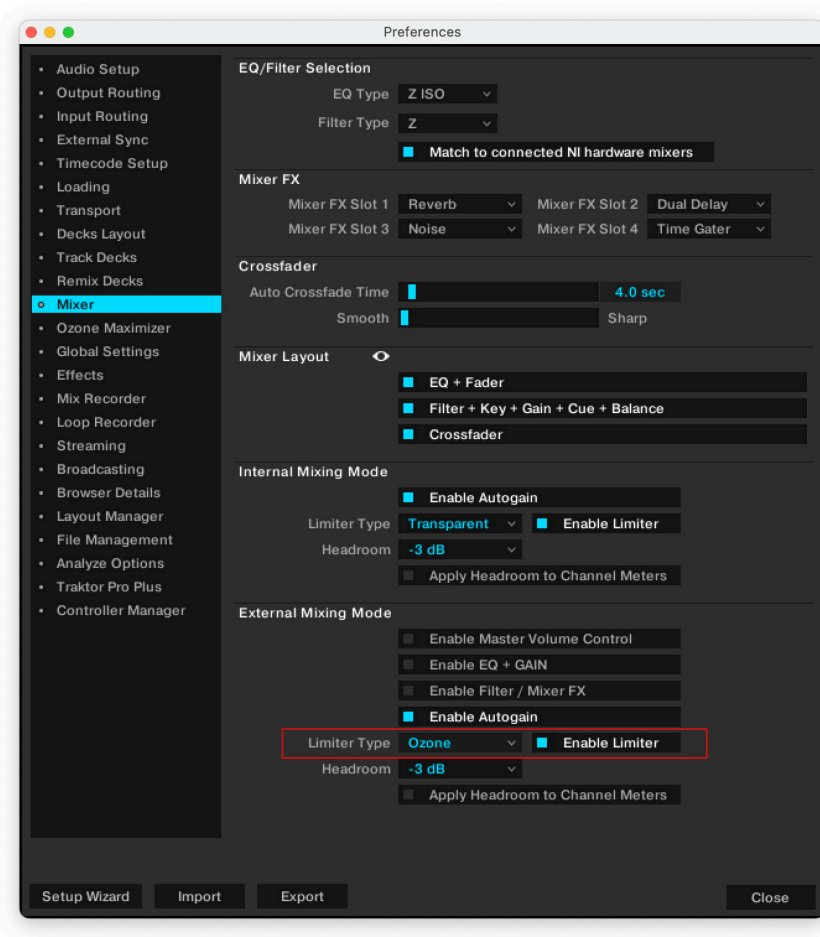 Preferences
Audio Setup
Output Routing
Input Routing
External Sync
Timecode Setup
Loading
Transport
Decks Layout
Track Decks
Remix Decks
Mixer
Ozone Maximizer
Global Settings
Effects
Mix Recorder
Loop Recorder
Streaming
Broadcasting
Browser Details
Layout Manager
File Management
Analyze Options
Traktor Pro Plus
Controller Manager
EQ/Filter Selection
EQ Type Z ISO
Filter Type Z
Match to connected NI hardware mixers
Mixer FX
Mixer FX Slot 1 Reverb Mixer FX Slot 2 Dual Delay
Mixer FX Slot 3 Noise Mixer FX Slot 4 Time Gater
Crossfader
Auto Crossfade Time 4.0 sec
Smooth Sharp
Mixer Layout
EQ + Fader
Filter + Key + Gain + Cue + Balance
Crossfader
Internal Mixing Mode
Enable Autogain
Limiter Type Transparent Enable Limiter
Headroom -3 dB
Apply Headroom to Channel Meters
External Mixing Mode
Enable Master Volume Control
Enable EQ + GAIN
Enable Filter / Mixer FX
Enable Autogain
Limiter Type Ozone Enable Limiter
Headroom -3 dB
Apply Headroom to Channel Meters
Setup Wizard Import Export Close